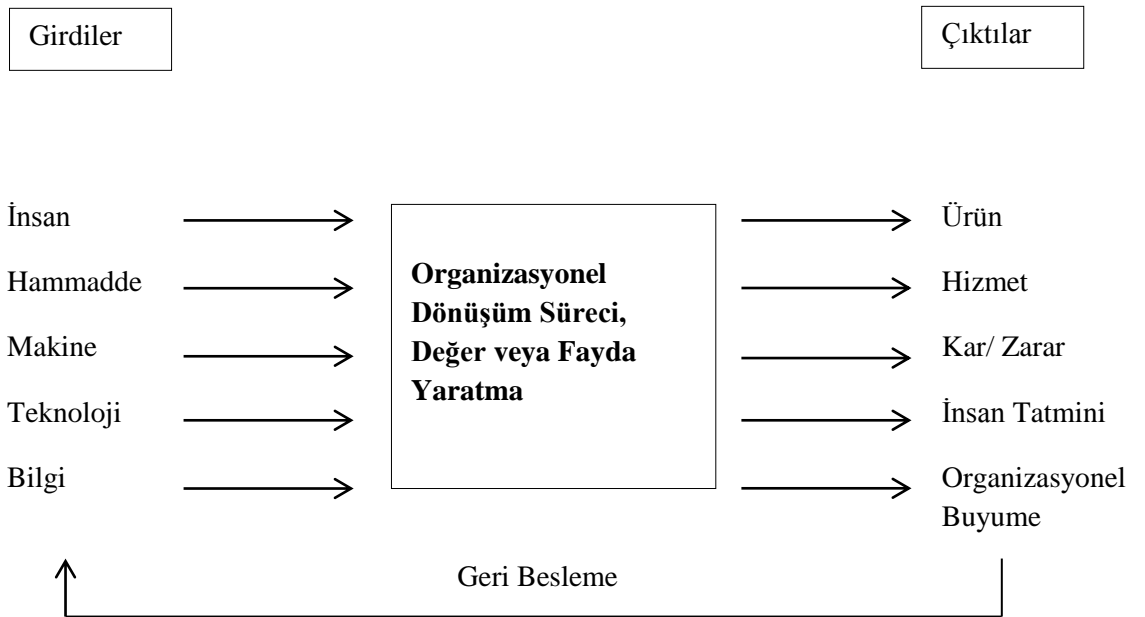 Girdiler
Çıktılar
İnsan
Hammadde
Makine
Teknoloji
Bilgi
Organizasyonel
Dönüşüm Süreci,
Değer veya Fayda
Yaratma
Ürün
Hizmet
Kar/ Zarar
İnsan Tatmini
Organizasyonel
Buyume
Geri Besleme